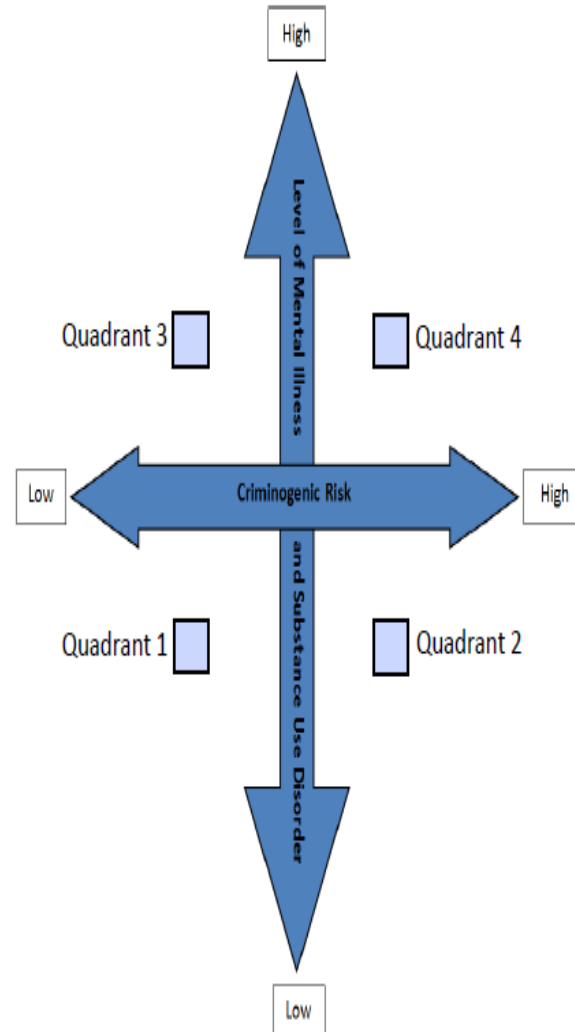 High
Level of Mental Illness
Quadrant 3
Quadrant 4
Low
Criminogenic Risk
High
and Substance Use Disorder
Quadrant 1
Quadrant 2
Low